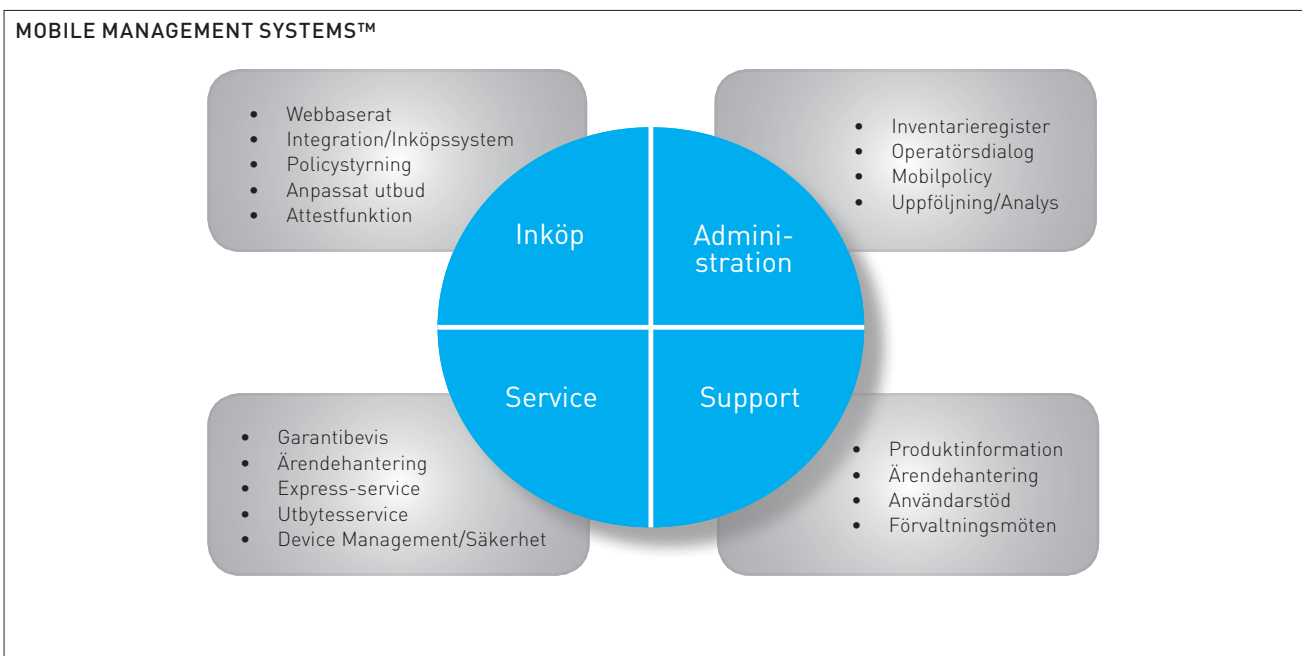 MOBILE MANAGEMENT SYSTEMS™
• Webbaserat
• Integration/Inköpssystem
• Policystyrning
• Anpassat utbud
• Attestfunktion
• Inventarieregister
• Operatörsdialog
• Mobilpolicy
• Uppföljning/Analys
Inköp
Admini-
stration
Service
Support
• Garantibevis
• Ärendehantering
• Express-service
• Utbytesservice
• Device Management/Säkerhet
• Produktinformation
• Ärendehantering
• Användarstöd
• Förvaltningsmöten